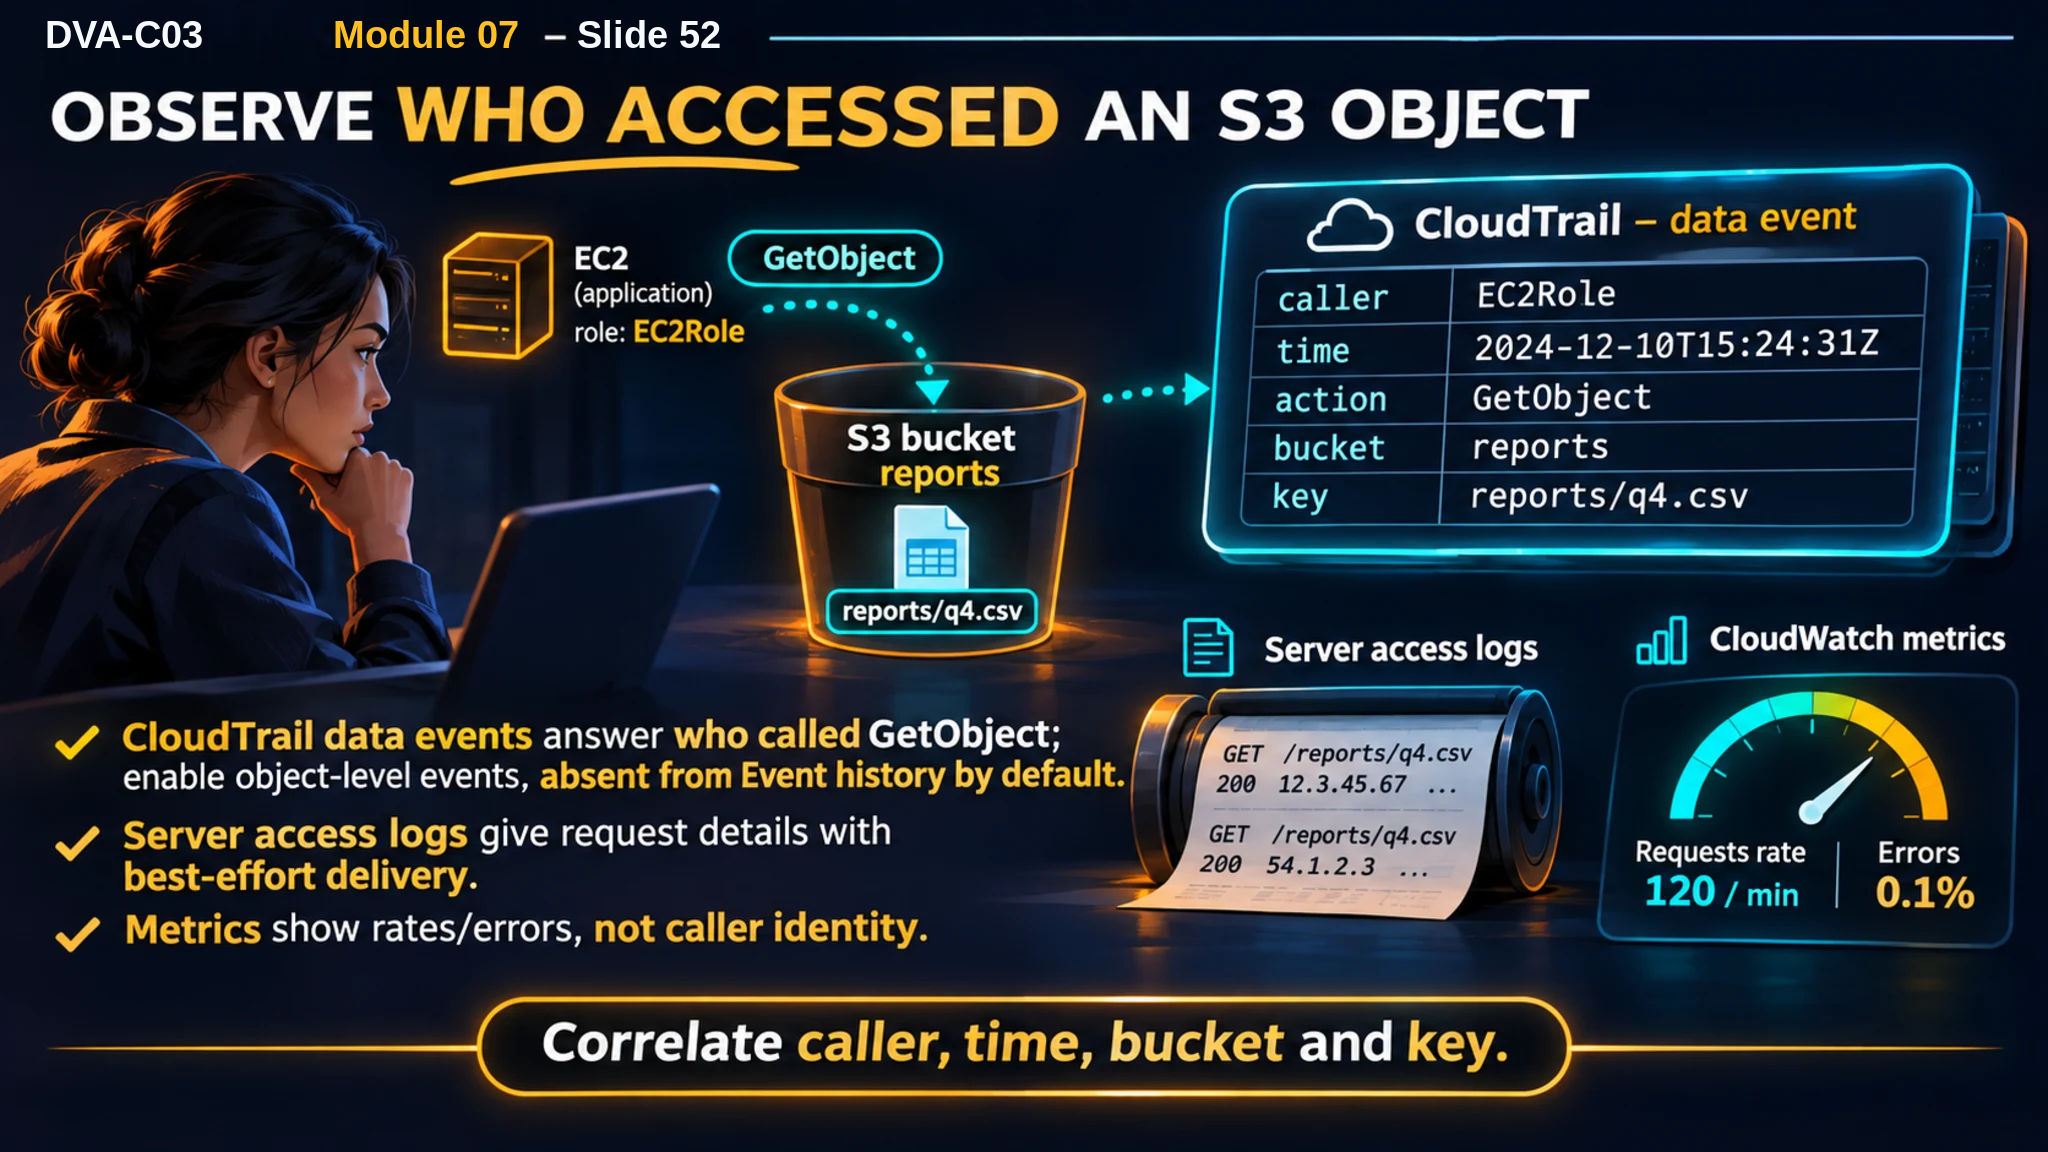 DVA-C03 Module 07 – Slide 52
OBSERVE WHO ACCESSED AN S3 OBJECT
EC2
(application)
role: EC2Role
GetObject
S3 bucket
reports
reports/q4.csv
CloudTrail – data event
caller EC2Role
time 2024-12-10T15:24:31Z
action GetObject
bucket reports
key reports/q4.csv
Server access logs
GET /reports/q4.csv
200 12.3.45.67 ...
GET /reports/q4.csv
200 54.1.2.3 ...
CloudWatch metrics
Requests rate
120 / min
Errors
0.1%
CloudTrail data events answer who called GetObject;
enable object-level events, absent from Event history by default.
Server access logs give request details with
best-effort delivery.
Metrics show rates/errors, not caller identity.
Correlate caller, time, bucket and key.